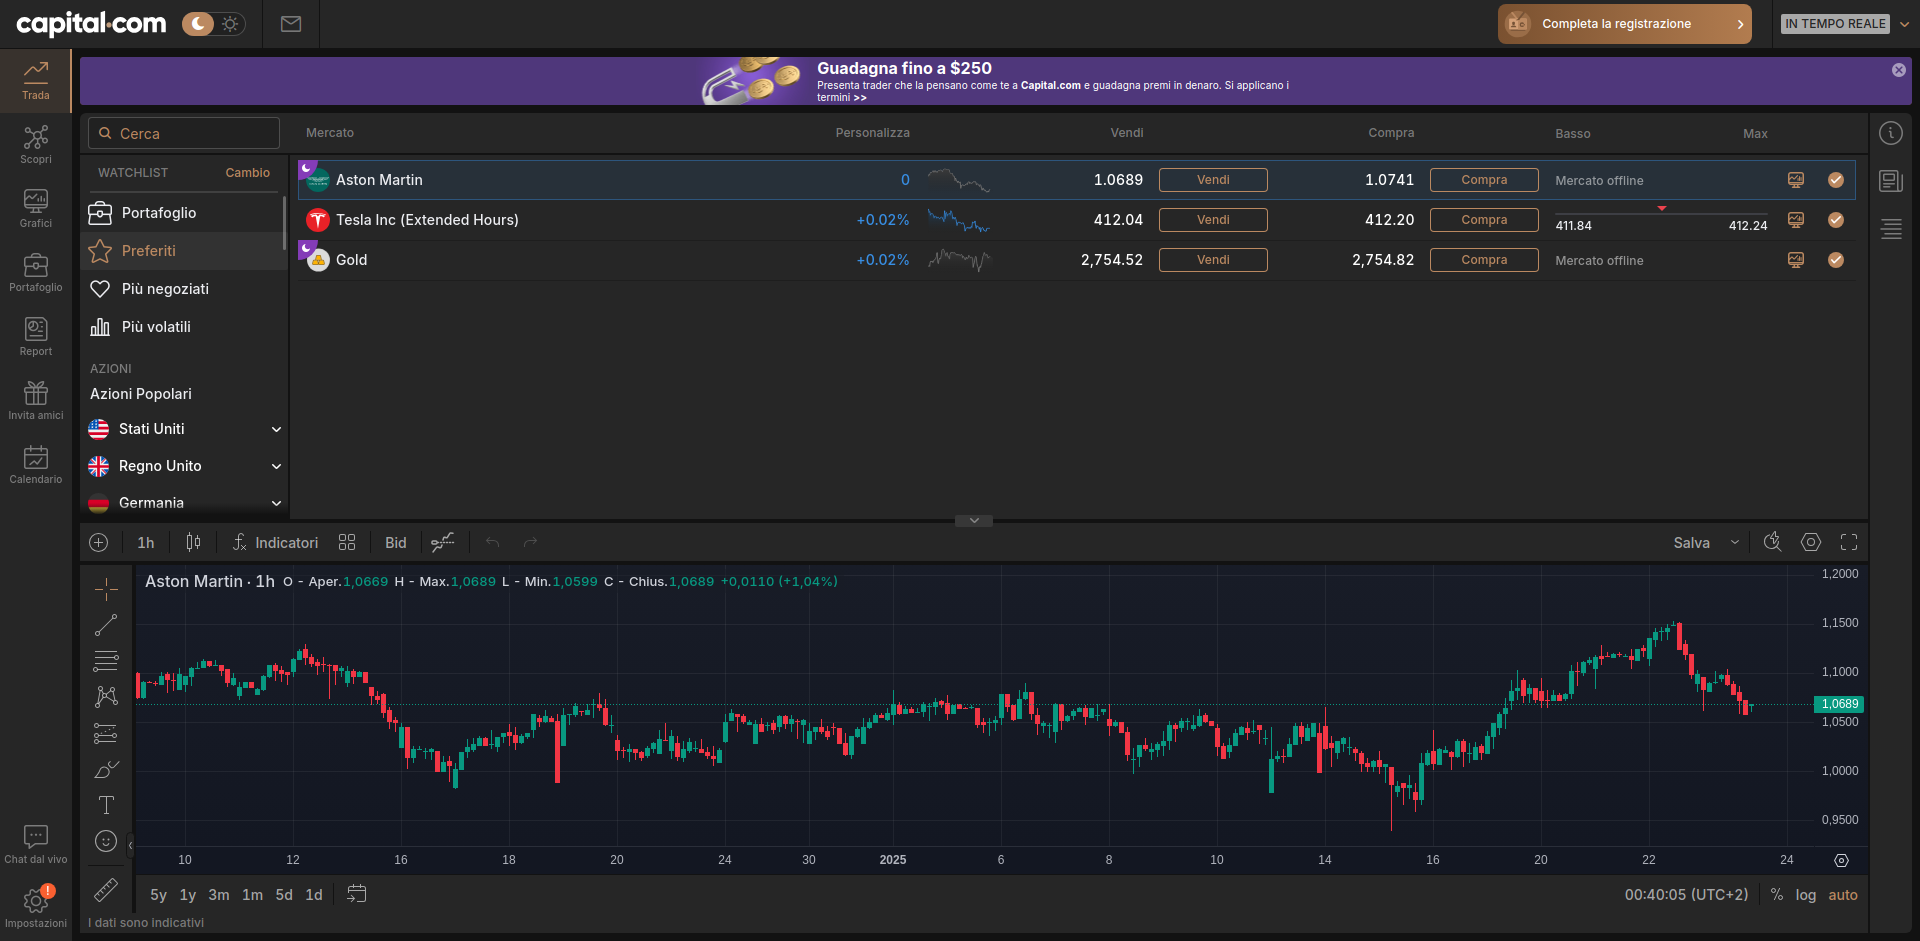 capital.com
Completa la registrazione
IN TEMPO REALE
Guadagna fino a $250
Presenta trader che la pensano come te a Capital.com e guadagna premi in denaro. Si applicano i
termini >>
Trada
Scopri
Grafici
Portafoglio
Report
Invita amici
Calendario
Chat dal vivo
Impostazioni
Cerca
WATCHLIST
Cambio
Portafoglio
Preferiti
Più negoziati
Più volatili
AZIONI
Azioni Popolari
Stati Uniti
Regno Unito
Germania
Mercato Personalizza Vendi Compra Basso Max
Aston Martin 0 1.0689 Vendi 1.0741 Compra Mercato offline
Tesla Inc (Extended Hours) +0.02% 412.04 Vendi 412.20 Compra 411.84 412.24
Gold +0.02% 2,754.52 Vendi 2,754.82 Compra Mercato offline
1h Indicatori Bid Salva
Aston Martin · 1h O - Aper.1,0669 H - Max.1,0689 L - Min.1,0599 C - Chius.1,0689 +0,0110 (+1,04%)
1,2000
1,1500
1,1000
1,0689
1,0500
1,0000
0,9500
10 12 16 18 20 24 30 2025 6 8 10 14 16 20 22 24
5y 1y 3m 1m 5d 1d 00:40:05 (UTC+2) % log auto
I dati sono indicativi